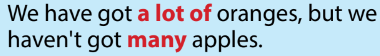 We have got a lot of oranges, but we
haven't got many apples.